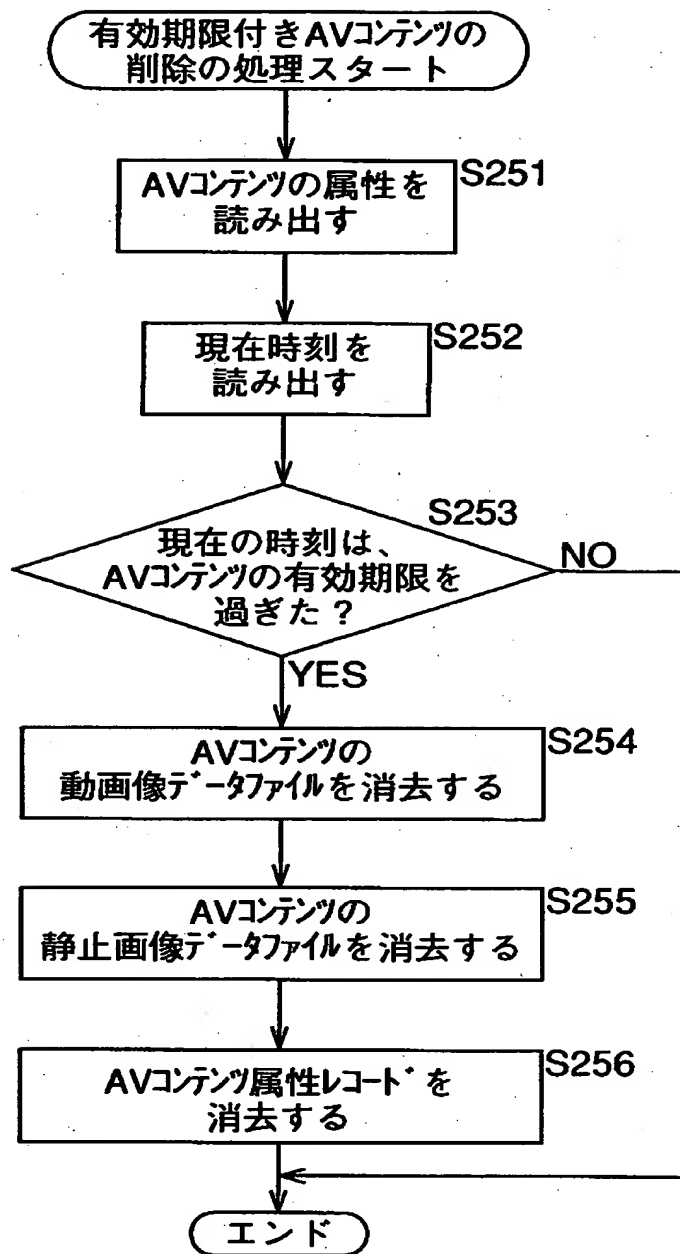 有効期限付きAVコンテンツの
削除の処理スタート
S251
AVコンテンツの属性を
読み出す
S252
現在時刻を
読み出す
S253
現在の時刻は、
AVコンテンツの有効期限を
過ぎた?
NO
YES
S254
AVコンテンツの
動画像データファイルを消去する
S255
AVコンテンツの
静止画像データファイルを消去する
S256
AVコンテンツ属性レコードを
消去する
エンド